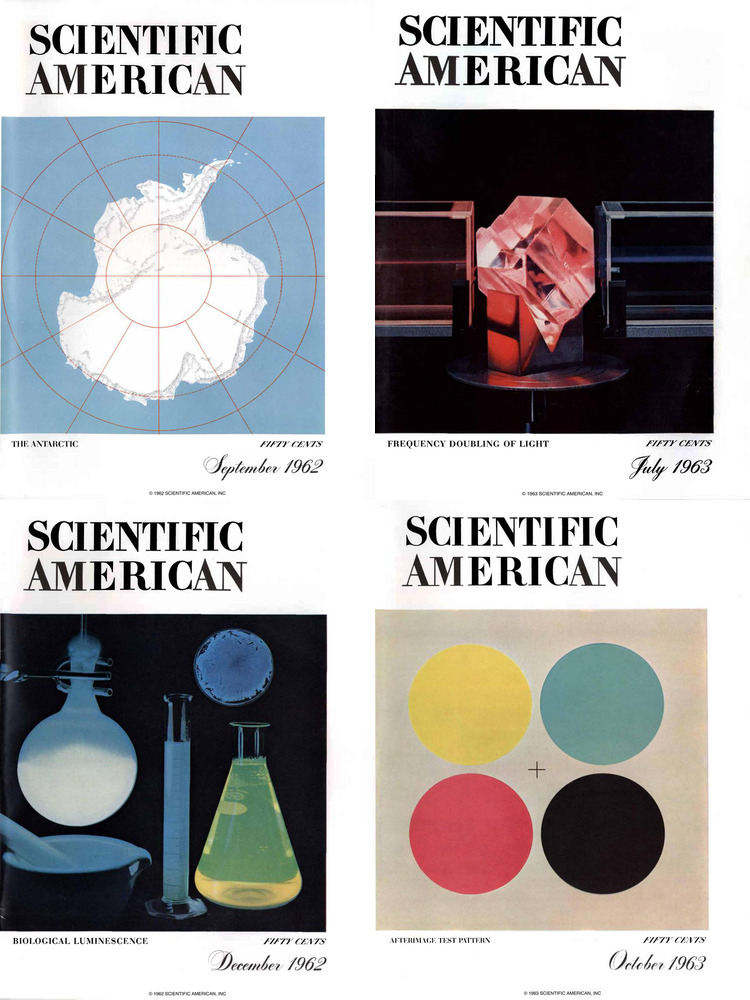 SCIENTIFIC
AMERICAN
THE ANTARCTIC
FIFTY CENTS
September 1962
© 1962 SCIENTIFIC AMERICAN, INC
SCIENTIFIC
AMERICAN
FREQUENCY DOUBLING OF LIGHT
FIFTY CENTS
July 1963
© 1963 SCIENTIFIC AMERICAN, INC
SCIENTIFIC
AMERICAN
BIOLOGICAL LUMINESCENCE
FIFTY CENTS
December 1962
© 1962 SCIENTIFIC AMERICAN, INC
SCIENTIFIC
AMERICAN
AFTERIMAGE TEST PATTERN
FIFTY CENTS
October 1963
© 1963 SCIENTIFIC AMERICAN, INC